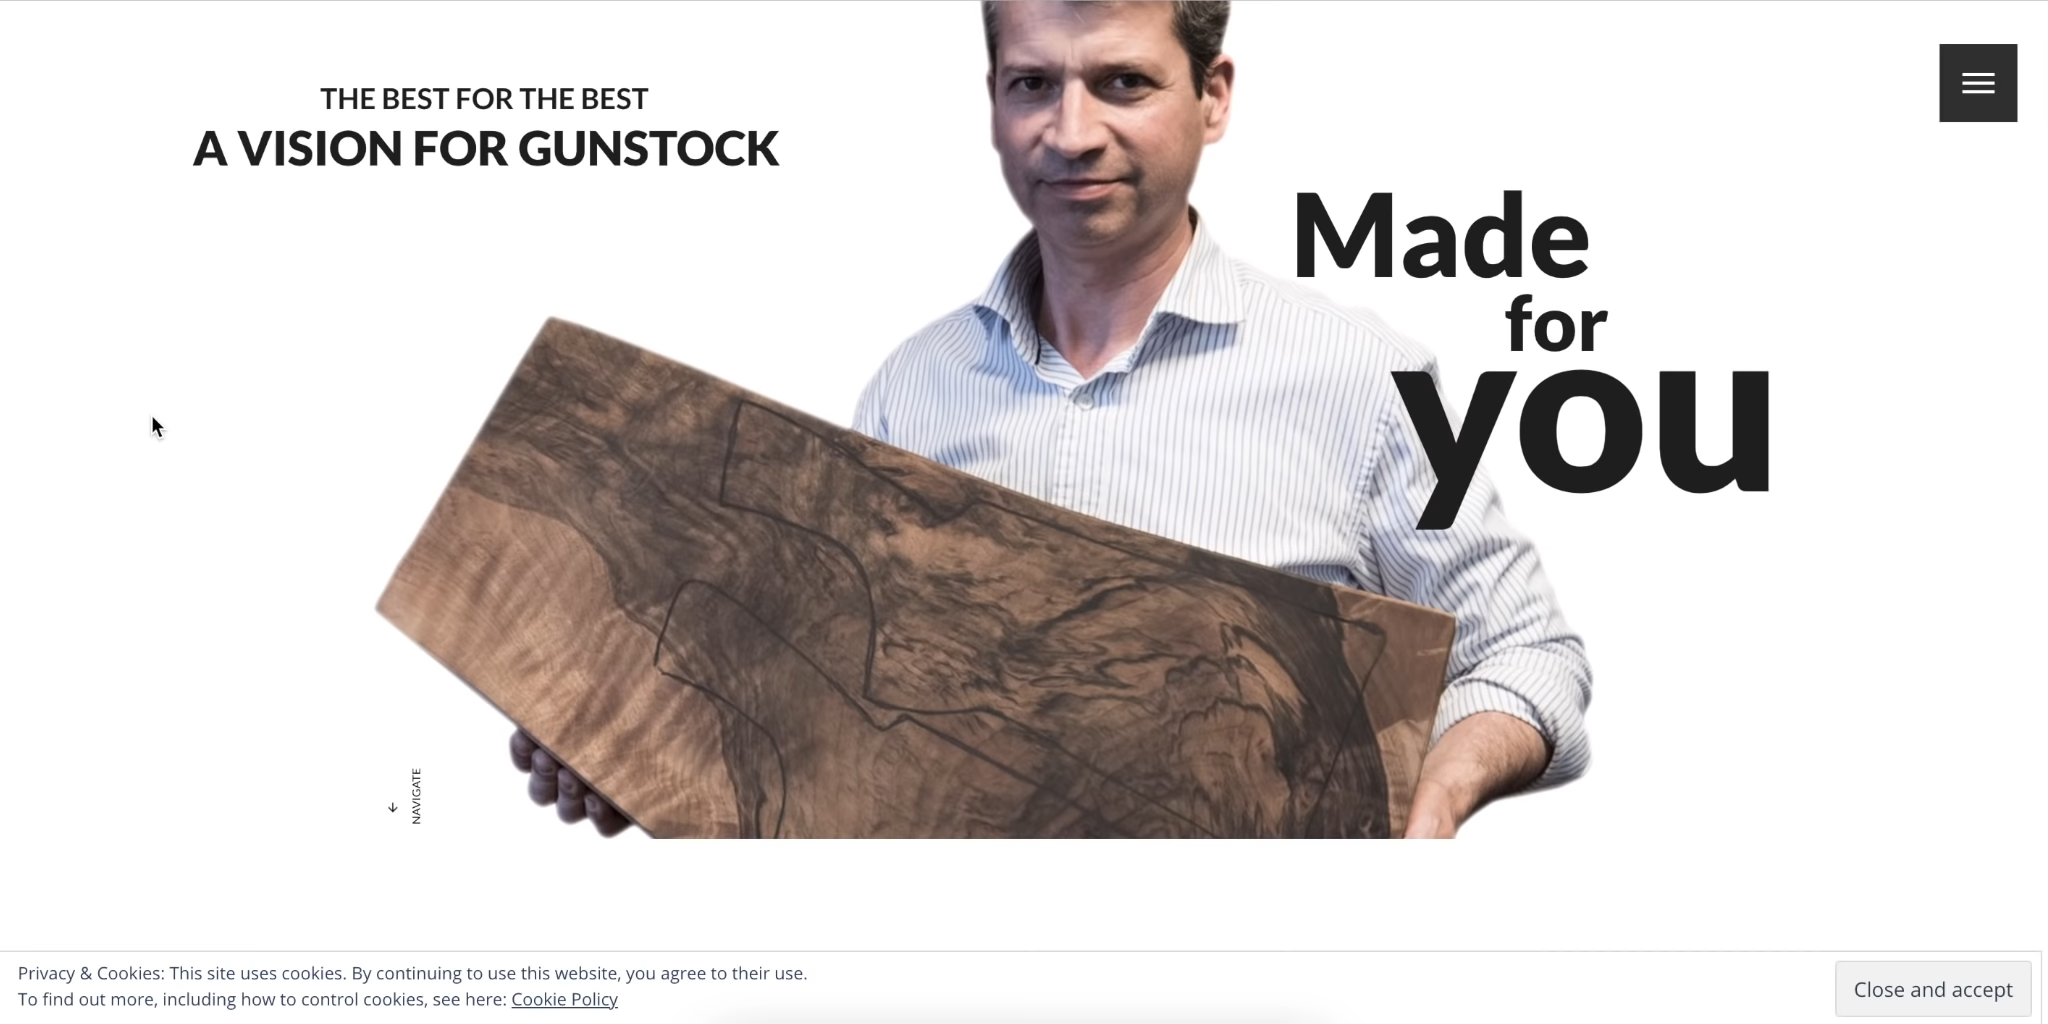 THE BEST FOR THE BEST
A VISION FOR GUNSTOCK
Made
for
you
NAVIGATE
Privacy & Cookies: This site uses cookies. By continuing to use this website, you agree to their use.
To find out more, including how to control cookies, see here: Cookie Policy
Close and accept